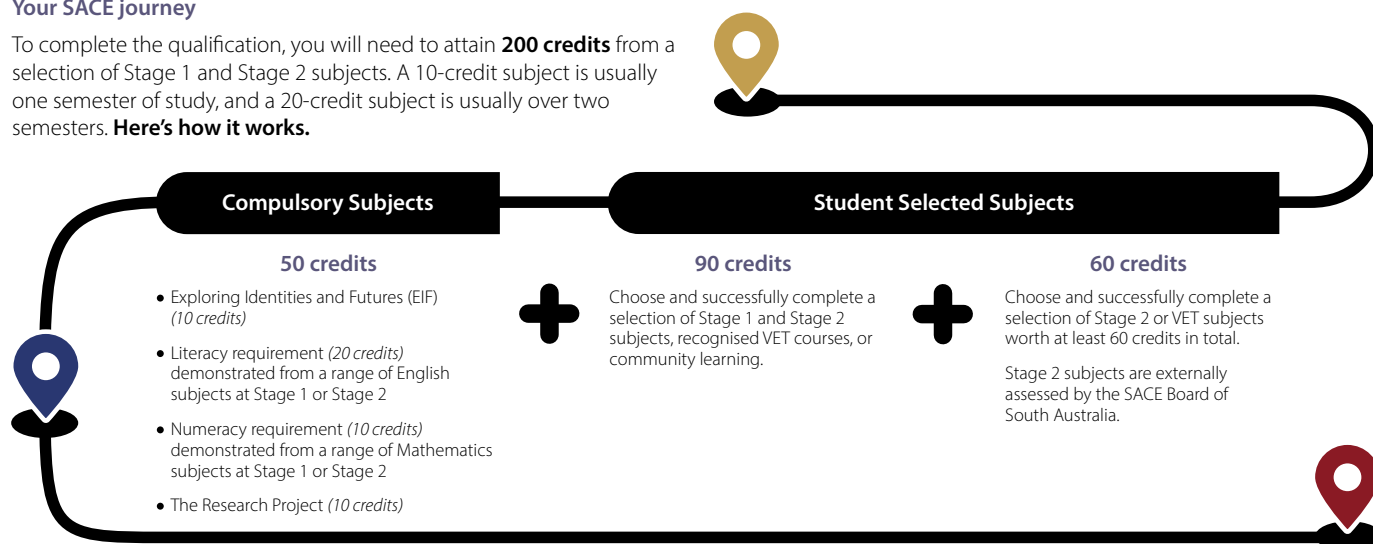 Your SACE journey
To complete the qualification, you will need to attain 200 credits from a
selection of Stage 1 and Stage 2 subjects. A 10-credit subject is usually
one semester of study, and a 20-credit subject is usually over two
semesters. Here's how it works.
Compulsory Subjects
Student Selected Subjects
50 credits
• Exploring Identities and Futures (EIF)
(10 credits)
• Literacy requirement (20 credits)
demonstrated from a range of English
subjects at Stage 1 or Stage 2
• Numeracy requirement (10 credits)
demonstrated from a range of Mathematics
subjects at Stage 1 or Stage 2
• The Research Project (10 credits)
90 credits
Choose and successfully complete a
selection of Stage 1 and Stage 2
subjects, recognised VET courses, or
community learning.
60 credits
Choose and successfully complete a
selection of Stage 2 or VET subjects
worth at least 60 credits in total.
Stage 2 subjects are externally
assessed by the SACE Board of
South Australia.